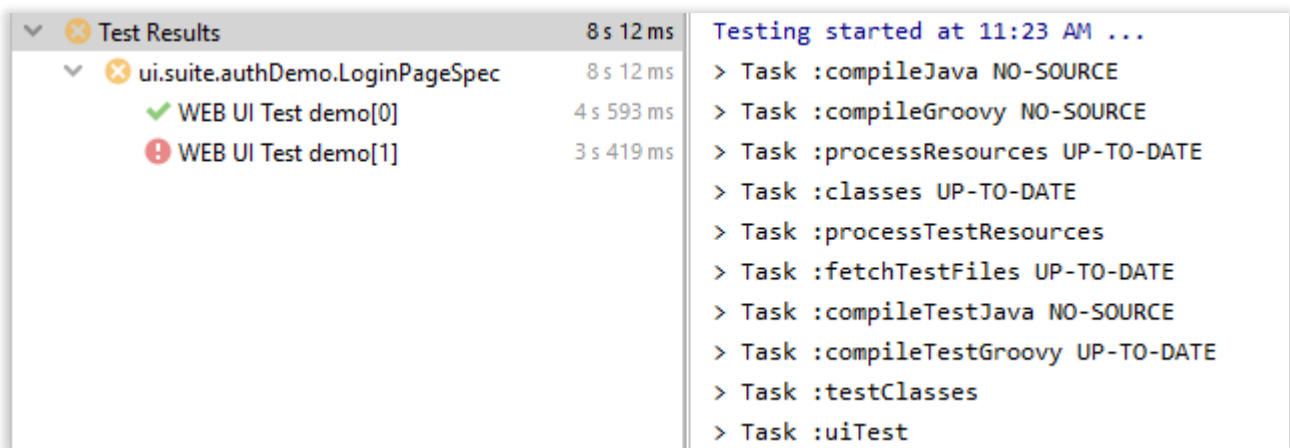 Test Results 8 s 12 ms
ui.suite.authDemo.LoginPageSpec 8 s 12 ms
WEB UI Test demo[0] 4 s 593 ms
WEB UI Test demo[1] 3 s 419 ms
Testing started at 11:23 AM ...
> Task :compileJava NO-SOURCE
> Task :compileGroovy NO-SOURCE
> Task :processResources UP-TO-DATE
> Task :classes UP-TO-DATE
> Task :processTestResources
> Task :fetchTestFiles UP-TO-DATE
> Task :compileTestJava NO-SOURCE
> Task :compileTestGroovy UP-TO-DATE
> Task :testClasses
> Task :uiTest